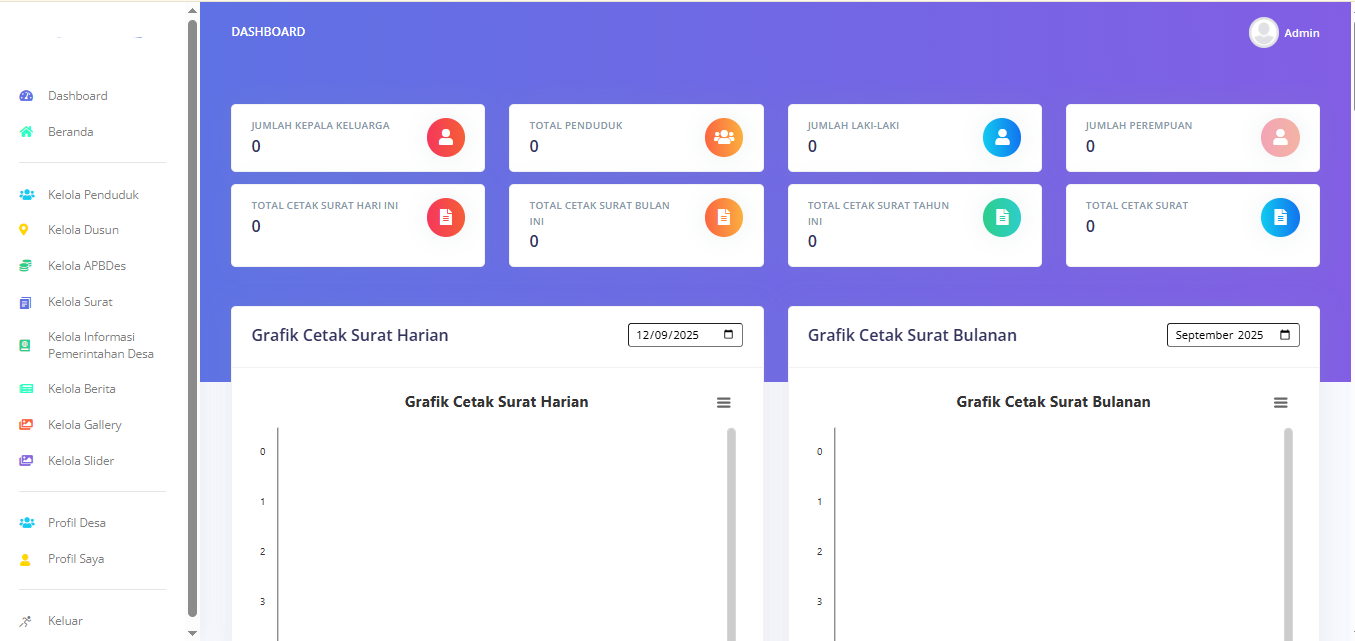 DASHBOARD
Admin
Dashboard
Beranda
Kelola Penduduk
Kelola Dusun
Kelola APBDes
Kelola Surat
Kelola Informasi
Pemerintahan Desa
Kelola Berita
Kelola Gallery
Kelola Slider
Profil Desa
Profil Saya
Keluar
JUMLAH KEPALA KELUARGA
0
TOTAL PENDUDUK
0
JUMLAH LAKI-LAKI
0
JUMLAH PEREMPUAN
0
TOTAL CETAK SURAT HARI INI
0
TOTAL CETAK SURAT BULAN
INI
0
TOTAL CETAK SURAT TAHUN
INI
0
TOTAL CETAK SURAT
0
Grafik Cetak Surat Harian
12/09/2025
Grafik Cetak Surat Harian
0
1
2
3
Grafik Cetak Surat Bulanan
September 2025
Grafik Cetak Surat Bulanan
0
1
2
3